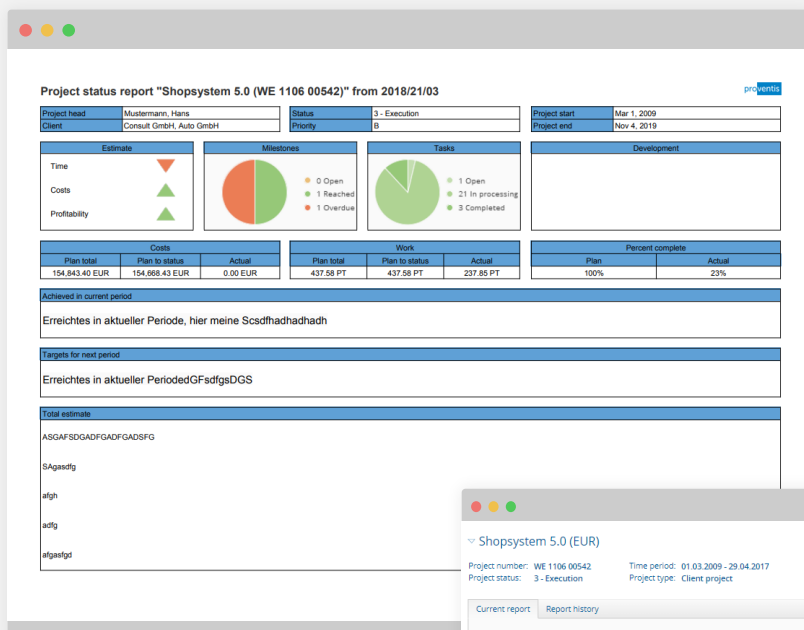 Project status report "Shopsystem 5.0 (WE 1106 00542)" from 2018/21/03
proventis
Project head Mustermann, Hans Status 3 - Execution Project start Mar 1, 2009
Client Consult GmbH, Auto GmbH Priority B Project end Nov 4, 2019
Estimate Milestones Tasks Development
Time
Costs
Profitability
0 Open
1 Reached
1 Overdue
1 Open
21 In processing
3 Completed
Costs Work Percent complete
Plan total Plan to status Actual Plan total Plan to status Actual Plan Actual
154,843.40 EUR 154,668.43 EUR 0.00 EUR 437.58 PT 437.58 PT 237.85 PT 100% 23%
Achieved in current period
Erreichtes in aktueller Periode, hier meine Scsdfhadhadhadh
Targets for next period
Erreichtes in aktueller PeriodedGFsdfgsDGS
Total estimate
ASGAFSDGADFGADFGADSFG
SAgasdfg
afgh
adfg
afgasfgd
Shopsystem 5.0 (EUR)
Project number: WE 1106 00542 Time period: 01.03.2009 - 29.04.2017
Project status: 3 - Execution Project type: Client project
Current report Report history